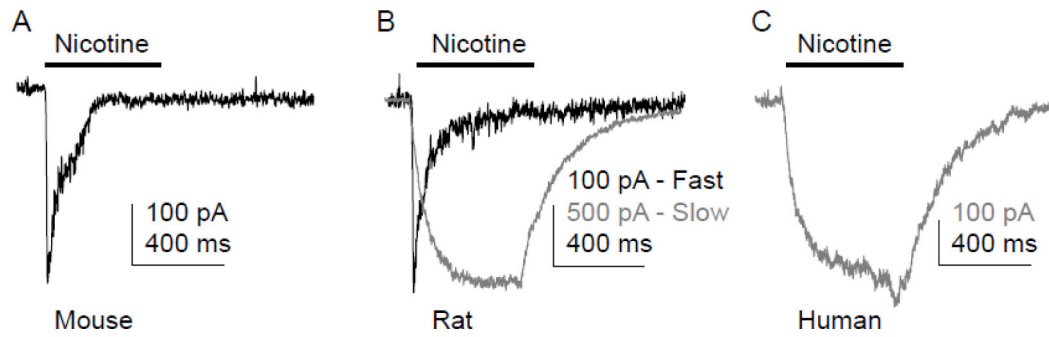 A
Nicotine
100 pA
400 ms
Mouse
B
Nicotine
100 pA - Fast
500 pA - Slow
400 ms
Rat
C
Nicotine
100 pA
400 ms
Human